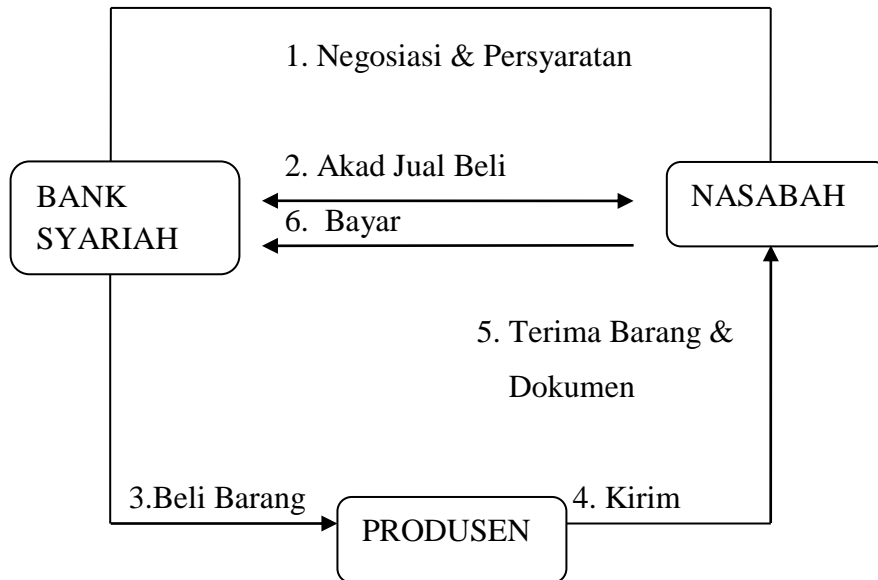 1. Negosiasi & Persyaratan
2. Akad Jual Beli
BANK
SYARIAH
6. Bayar
NASABAH
5. Terima Barang &
Dokumen
3.Beli Barang
4. Kirim
PRODUSEN